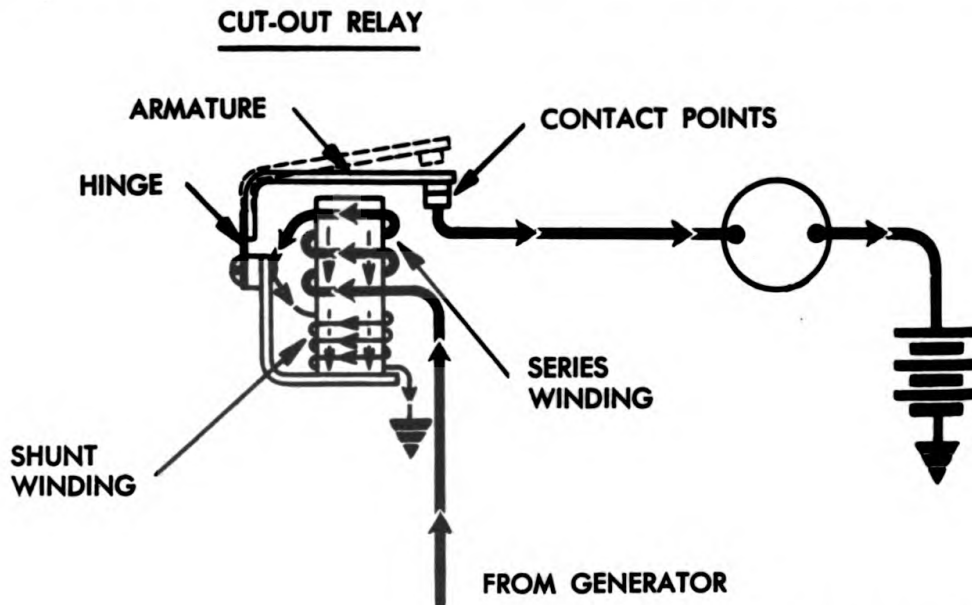 CUT-OUT RELAY
ARMATURE
CONTACT POINTS
HINGE
SERIES
WINDING
SHUNT
WINDING
FROM GENERATOR